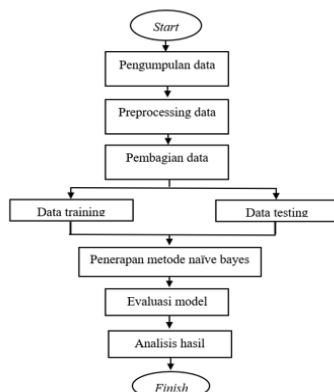 Start
Pengumpulan data
Preprocessing data
Pembagian data
Data training
Data testing
Penerapan metode naïve bayes
Evaluasi model
Analisis hasil
Finish